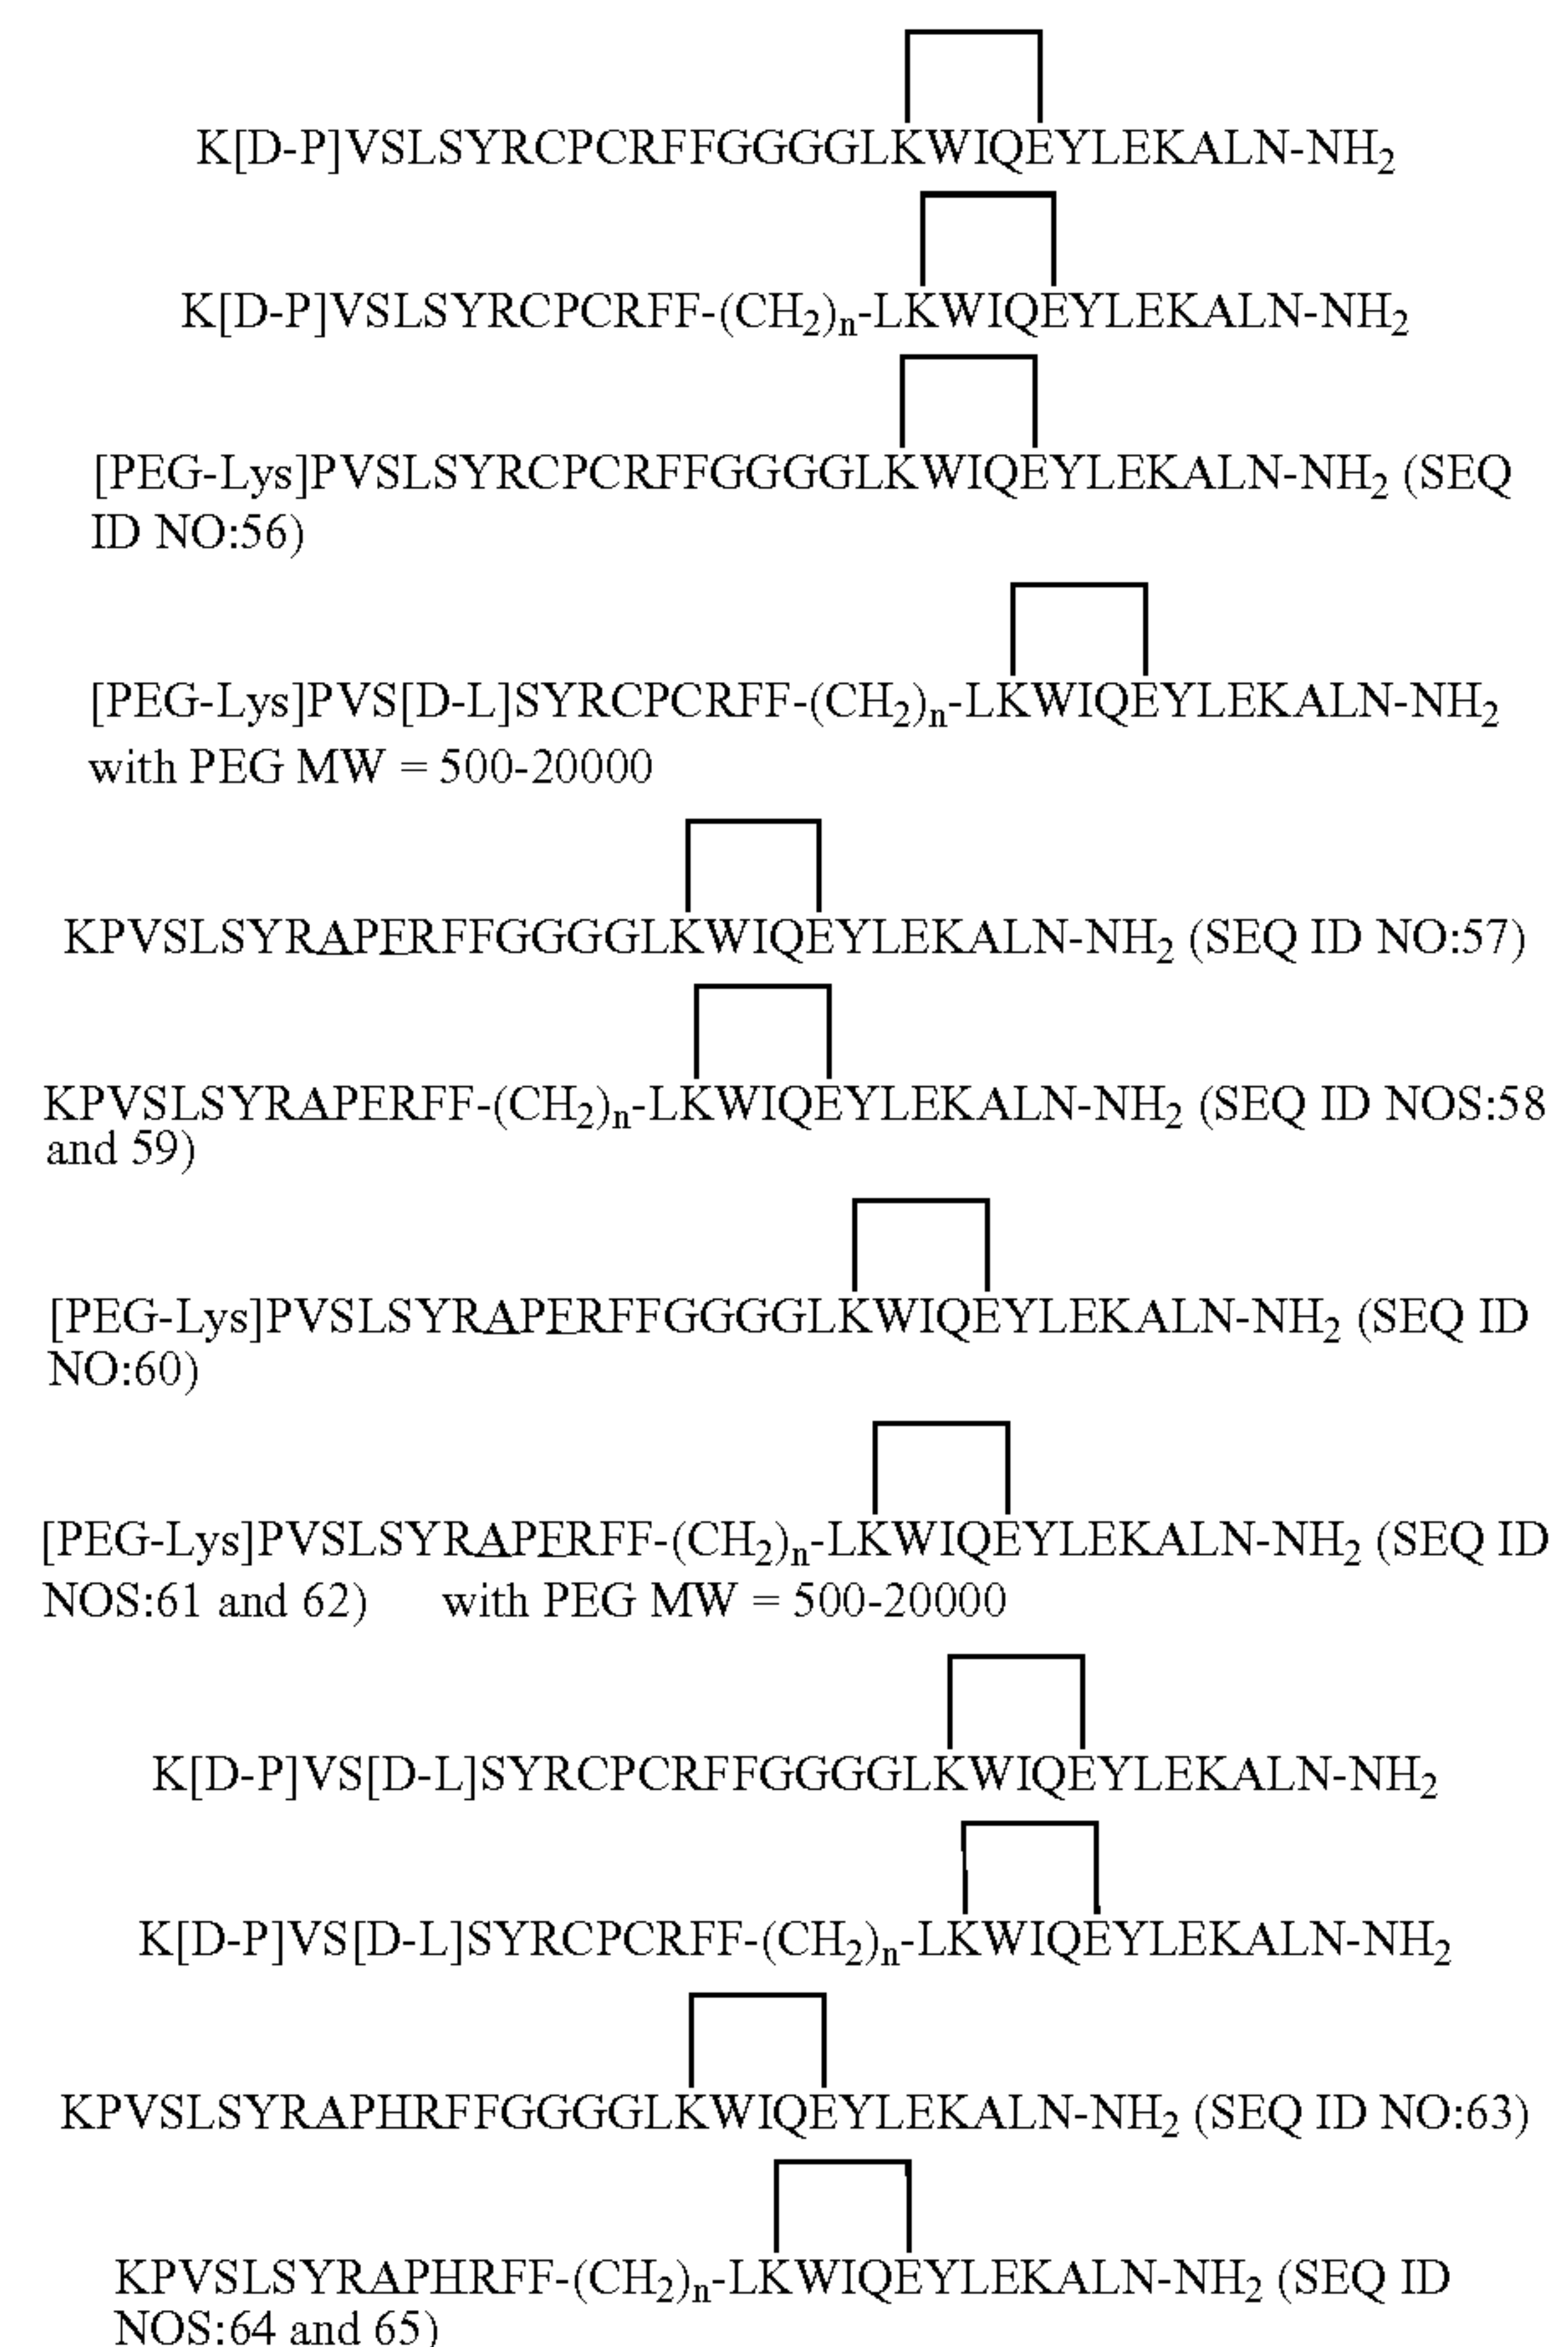 K[D-P]VSLSYRCPCRFFGGGGLKWIQEYLEKALN-NH₂
K[D-P]VSLSYRCPCRFF-(CH₂)ₙ-LKWIQEYLEKALN-NH₂
[PEG-Lys]PVSLSYRCPCRFFGGGGLKWIQEYLEKALN-NH₂ (SEQ
ID NO:56)
[PEG-Lys]PVS[D-L]SYRCPCRFF-(CH₂)ₙ-LKWIQEYLEKALN-NH₂
with PEG MW = 500-20000
KPVSLSYRAPFRFFGGGGLKWIQEYLEKALN-NH₂ (SEQ ID NO:57)
KPVSLSYRAPFRFF-(CH₂)ₙ-LKWIQEYLEKALN-NH₂ (SEQ ID NOS:58
and 59)
[PEG-Lys]PVSLSYRAPFRFFGGGGLKWIQEYLEKALN-NH₂ (SEQ ID
NO:60)
[PEG-Lys]PVSLSYRAPFRFF-(CH₂)ₙ-LKWIQEYLEKALN-NH₂ (SEQ ID
NOS:61 and 62) with PEG MW = 500-20000
K[D-P]VS[D-L]SYRCPCRFFGGGGLKWIQEYLEKALN-NH₂
K[D-P]VS[D-L]SYRCPCRFF-(CH₂)ₙ-LKWIQEYLEKALN-NH₂
KPVSLSYRAPHRFFGGGGLKWIQEYLEKALN-NH₂ (SEQ ID NO:63)
KPVSLSYRAPHRFF-(CH₂)ₙ-LKWIQEYLEKALN-NH₂ (SEQ ID
NOS:64 and 65)